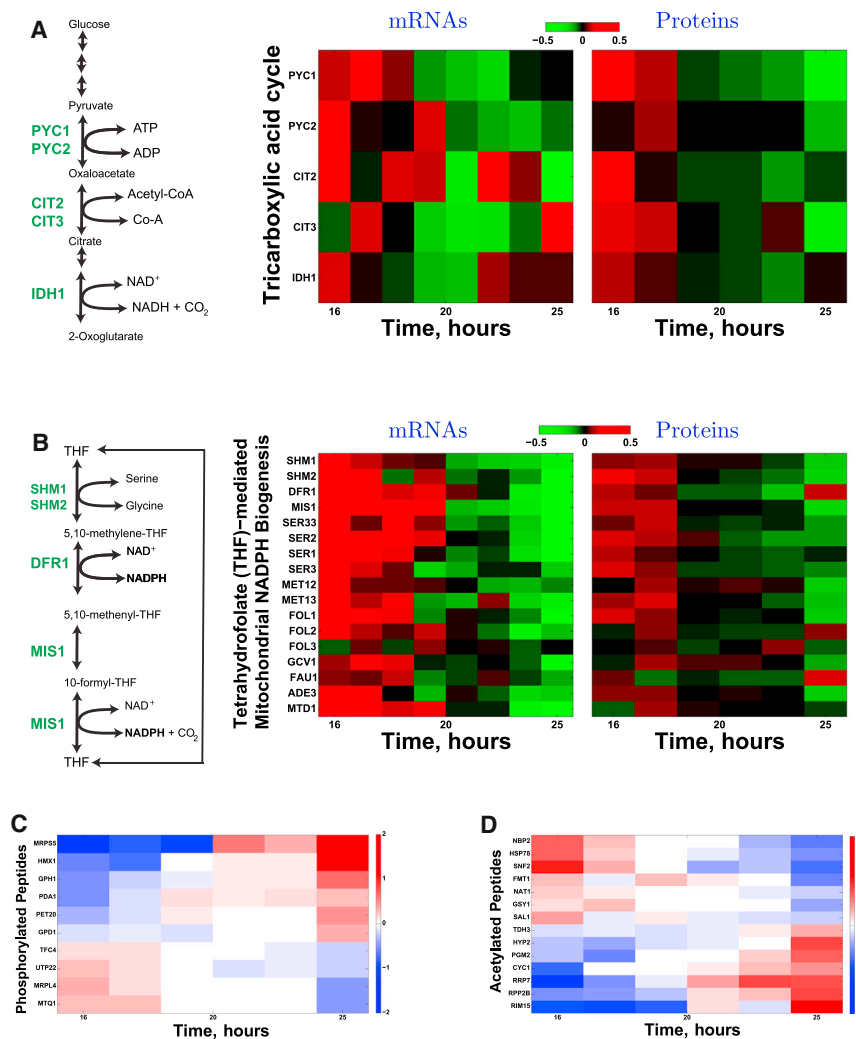 A
Glucose
Pyruvate
PYC1
PYC2
ATP
ADP
Oxaloacetate
CIT2
CIT3
Acetyl-CoA
Co-A
Citrate
IDH1
NAD+
NADH + CO2
2-Oxoglutarate
mRNAs
Proteins
−0.5 0 0.5
Tricarboxylic acid cycle
PYC1
PYC2
CIT2
CIT3
IDH1
16 20 25
Time, hours
16 20 25
Time, hours
B
THF
SHM1
SHM2
Serine
Glycine
5,10-methylene-THF
DFR1
NAD+
NADPH
5,10-methenyl-THF
MIS1
10-formyl-THF
MIS1
NAD+
NADPH + CO2
THF
mRNAs
Proteins
−0.5 0 0.5
Tetrahydrofolate (THF)−mediated
Mitochondrial NADPH Biogenesis
SHM1
SHM2
DFR1
MIS1
SER33
SER2
SER1
SER3
MET12
MET13
FOL1
FOL2
FOL3
GCV1
FAU1
ADE3
MTD1
16 20 25
Time, hours
16 20 25
Time, hours
C
Phosphorylated Peptides
MRPS5
HMX1
GPH1
PDA1
PET20
GPD1
TFC4
UTP22
MRPL4
MTQ1
16 20 25
Time, hours
2
1
0
−1
−2
D
Acetylated Peptides
NBP2
HSP78
SNF2
FMT1
NAT1
GSY1
SAL1
TDH3
HYP2
PGM2
CYC1
RRP7
RPP2B
RIM15
16 20 25
Time, hours